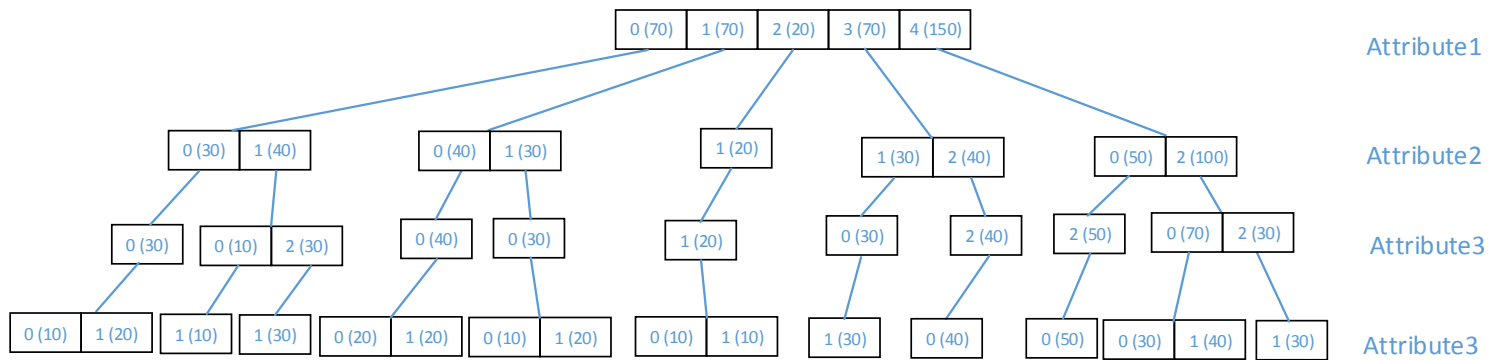 0 (70) 1 (70) 2 (20) 3 (70) 4 (150) Attribute1
0 (30) 1 (40) 0 (40) 1 (30) 1 (20) 1 (30) 2 (40) 0 (50) 2 (100) Attribute2
0 (30) 0 (10) 2 (30) 0 (40) 0 (30) 1 (20) 0 (30) 2 (40) 2 (50) 0 (70) 2 (30) Attribute3
0 (10) 1 (20) 1 (10) 1 (30) 0 (20) 1 (20) 0 (10) 1 (20) 0 (10) 1 (10) 1 (30) 0 (40) 0 (50) 0 (30) 1 (40) 1 (30) Attribute3